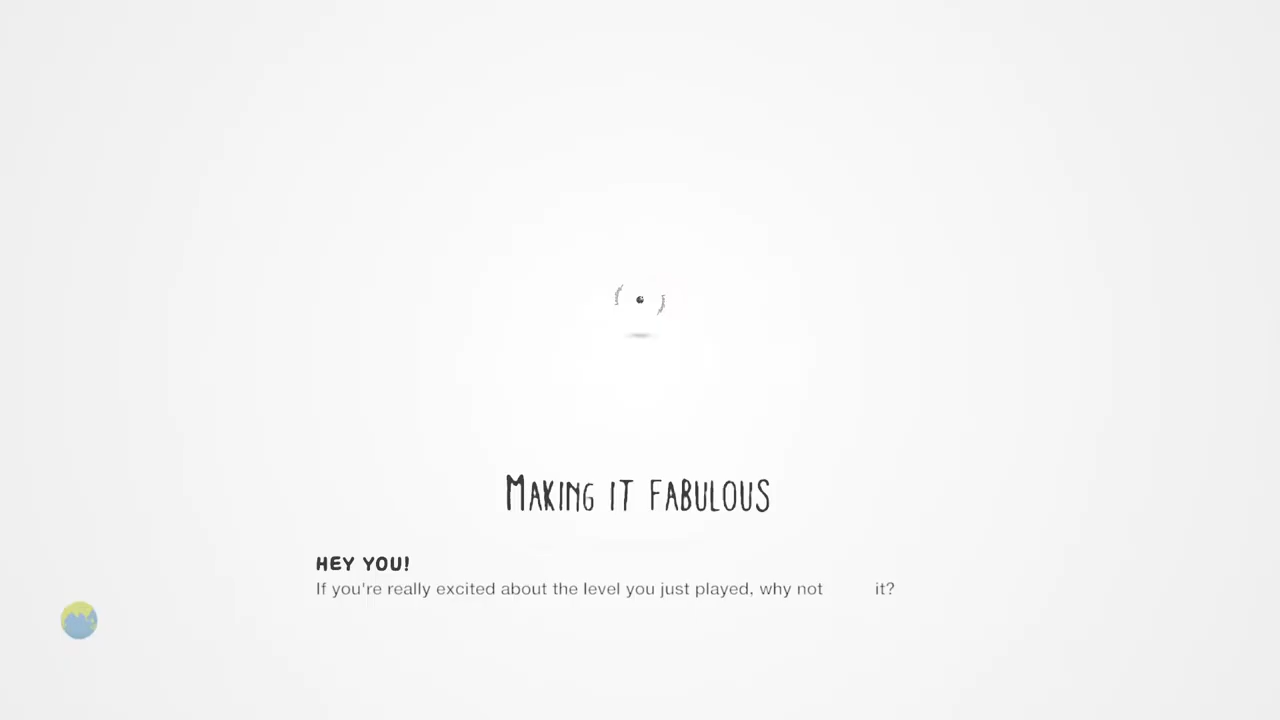 Making it fabulous
HEY YOU!
If you're really excited about the level you just played, why not it?